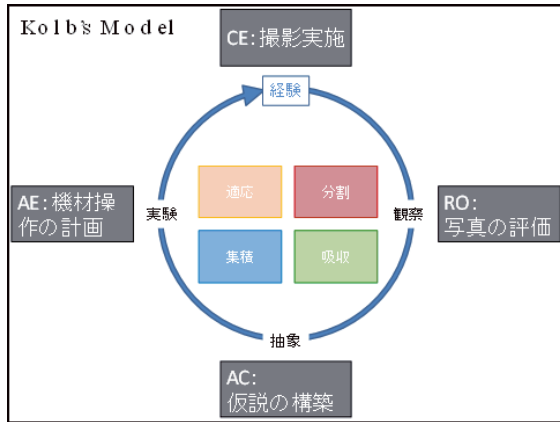 Kolb's Model
CE:撮影実施
経験
AE:機材操
作の計画
実験
適応
分割
観察
RO:
写真の評価
集積
吸収
抽象
AC:
仮説の構築